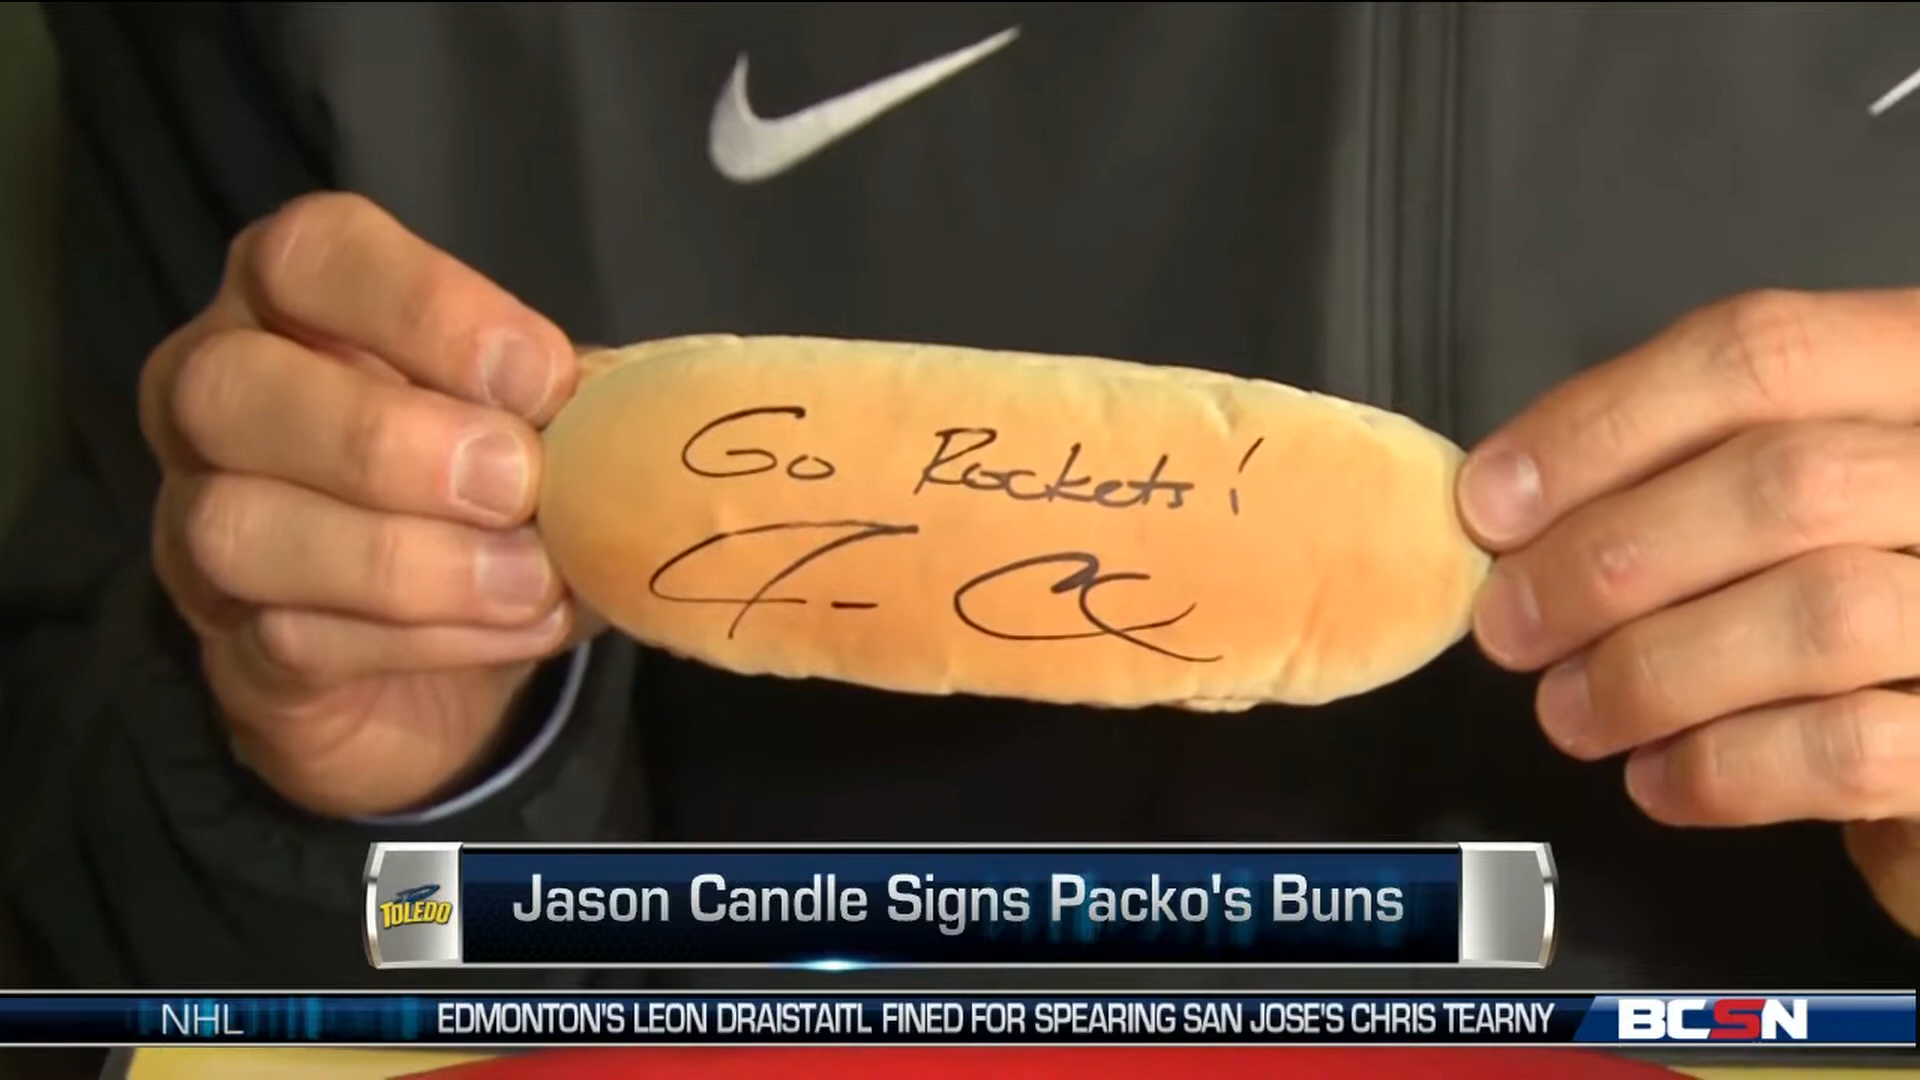 Go Rockets!
TOLEDO
Jason Candle Signs Packo's Buns
NHL
EDMONTON'S LEON DRAISTAITL FINED FOR SPEARING SAN JOSE'S CHRIS TEARNY
BCSN